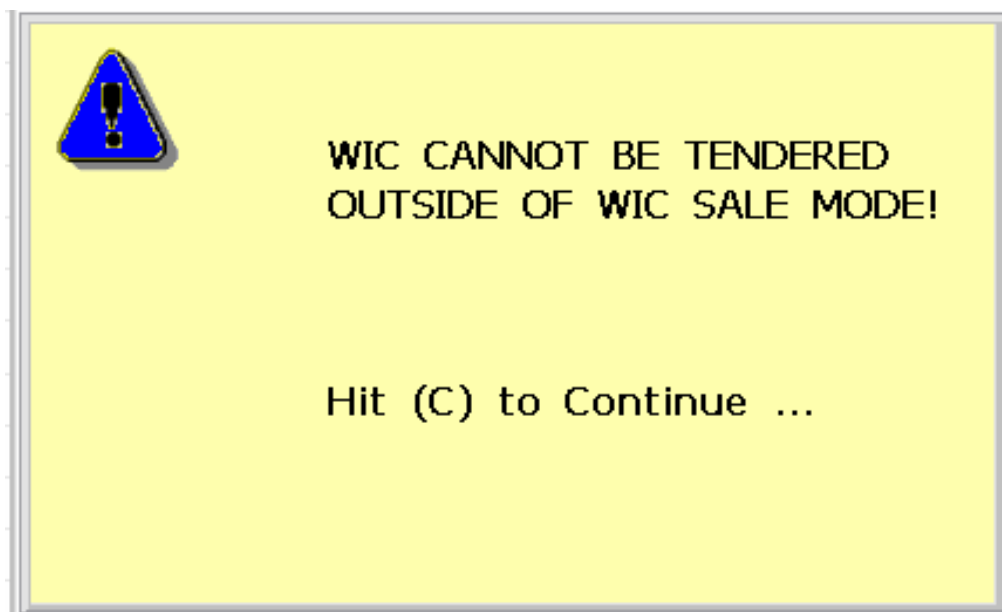 WIC CANNOT BE TENDERED
OUTSIDE OF WIC SALE MODE!
Hit (C) to Continue ...